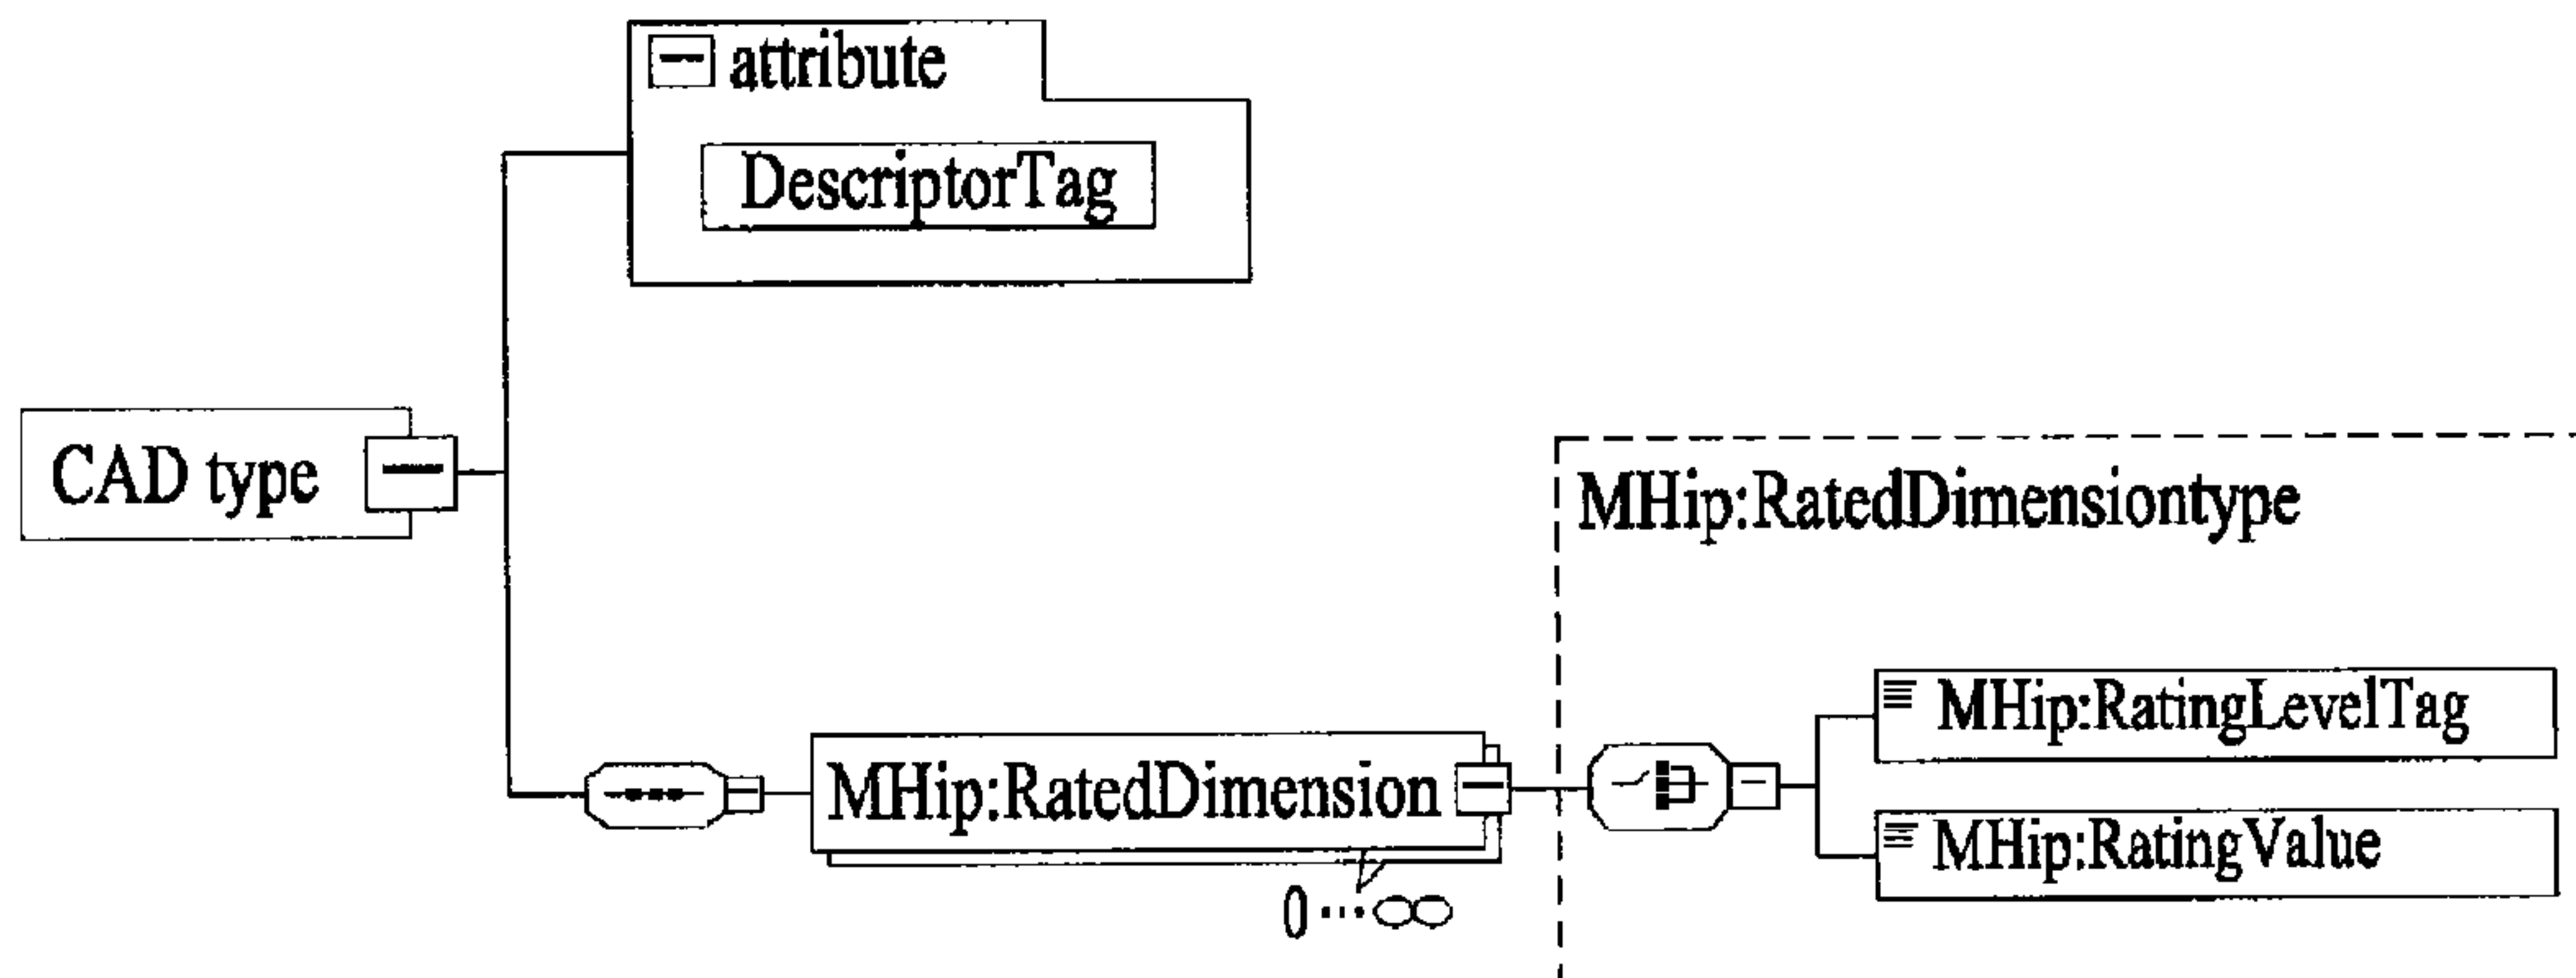 attribute
DescriptorTag
CAD type
MHip:RatedDimensiontype
MHip:RatingLevelTag
MHip:RatedDimension
MHip:RatingValue
0···∞